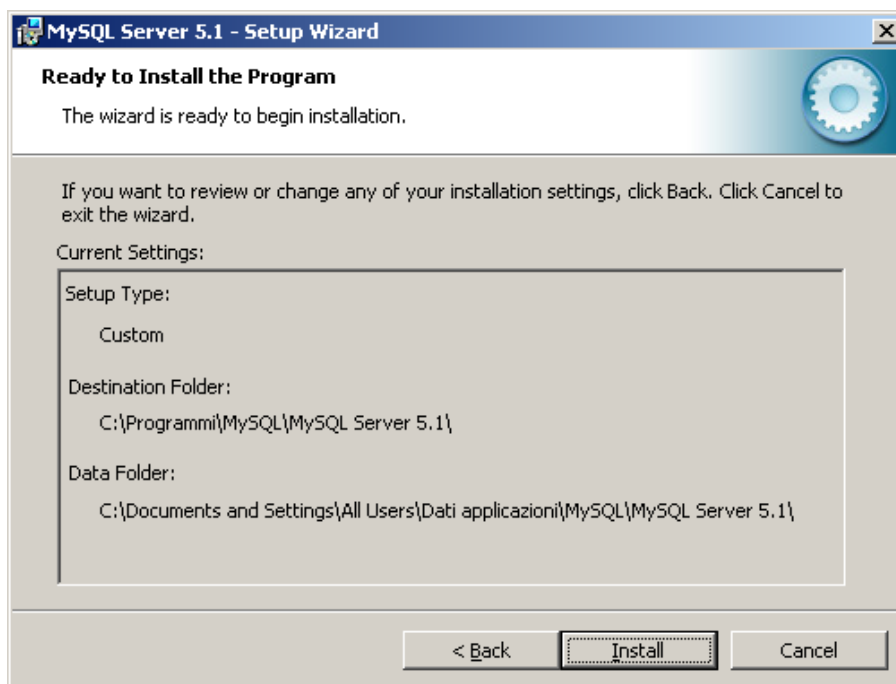 MySQL Server 5.1 - Setup Wizard
Ready to Install the Program
The wizard is ready to begin installation.
If you want to review or change any of your installation settings, click Back. Click Cancel to
exit the wizard.
Current Settings:
Setup Type:
Custom
Destination Folder:
C:\Programmi\MySQL\MySQL Server 5.1\
Data Folder:
C:\Documents and Settings\All Users\Dati applicazioni\MySQL\MySQL Server 5.1\
< Back
Install
Cancel